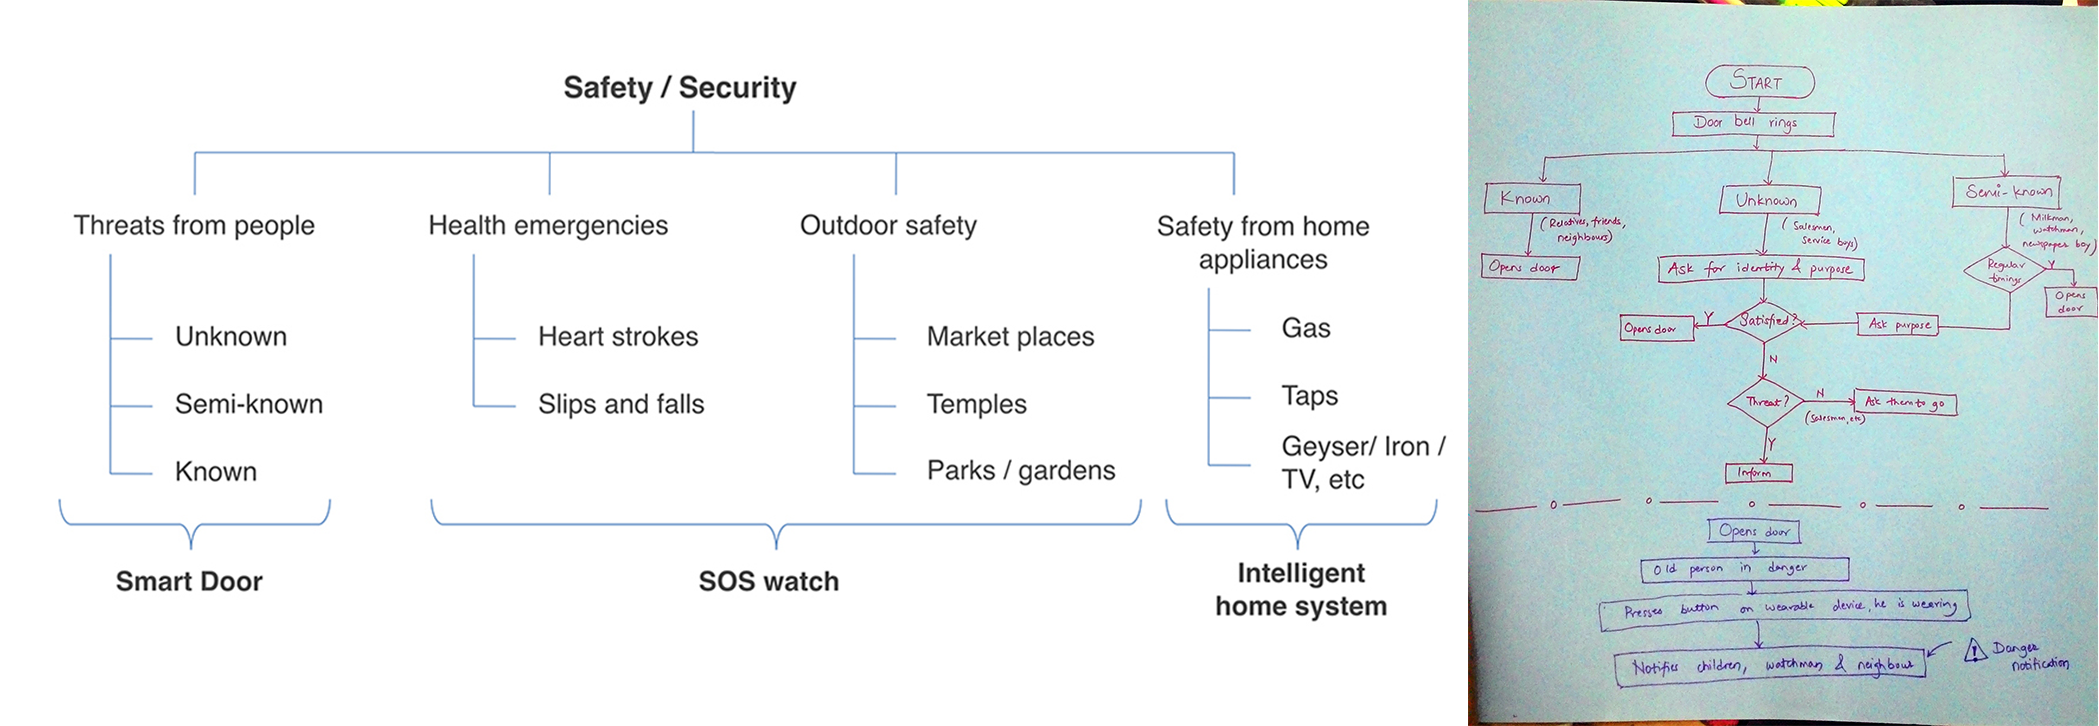 Safety / Security
Threats from people
Unknown
Semi-known
Known
Smart Door
Health emergencies
Heart strokes
Slips and falls
Outdoor safety
Market places
Temples
Parks / gardens
SOS watch
Safety from home
appliances
Gas
Taps
Geyser/ Iron /
TV, etc
Intelligent
home system
START
Door bell rings
Known
(Relatives, friends,
neighbours)
Opens door
Unknown
(Salesmen,
Service boys)
Ask for identity & purpose
Satisfied?
Y
Opens door
N
Threat?
N
(Salesman, etc)
Ask them to go
Y
Inform
Semi-known
(Milkman,
watchman,
newspaper boy)
Regular
timings
Y
Opens
door
Ask purpose
Opens door
Old person in danger
Presses button on wearable device, he is wearing
Notifies children, watchman & neighbour
! Danger
notification